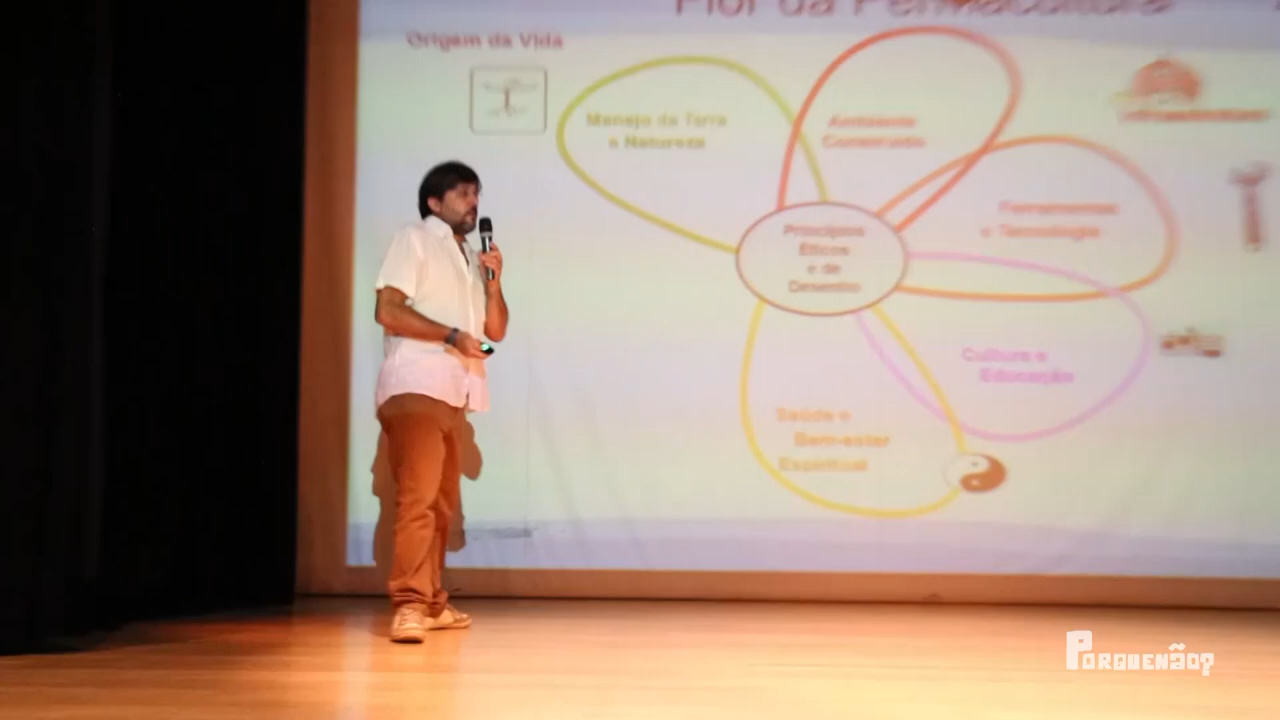 Flor da Permacultura
Origem da Vida
Manejo da Terra
e Natureza
Ambiente
Construído
Ferramentas
e Tecnologia
Princípios
Éticos
e de
Desenho
Cultura e
Educação
Saúde e
Bem-estar
Espiritual
PORQUENÃO?